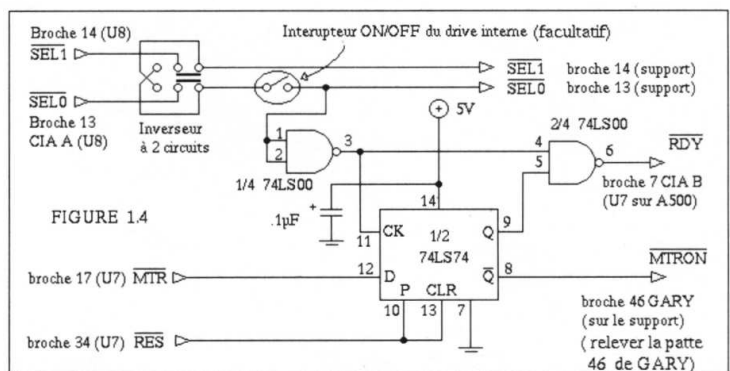 Broche 14 (U8)
SEL1
SEL0
Broche 13
CIA A (U8)
Inverseur
à 2 circuits
Interupteur ON/OFF du drive interne (facultatif)
SEL1 broche 14 (support)
SEL0 broche 13 (support)
5V
1
2
3
1/4 74LS00
2/4 74LS00
4
5
6
RDY
broche 7 CIA B
(U7 sur A500)
FIGURE 1.4
+
.1µF
14
11
CK
1/2
74LS74
Q
9
broche 17 (U7) MTR
12
D
Q
8
MTRON
P CLR
10 13 7
broche 34 (U7) RES
broche 46 GARY
(sur le support)
( relever la patte
46 de GARY)